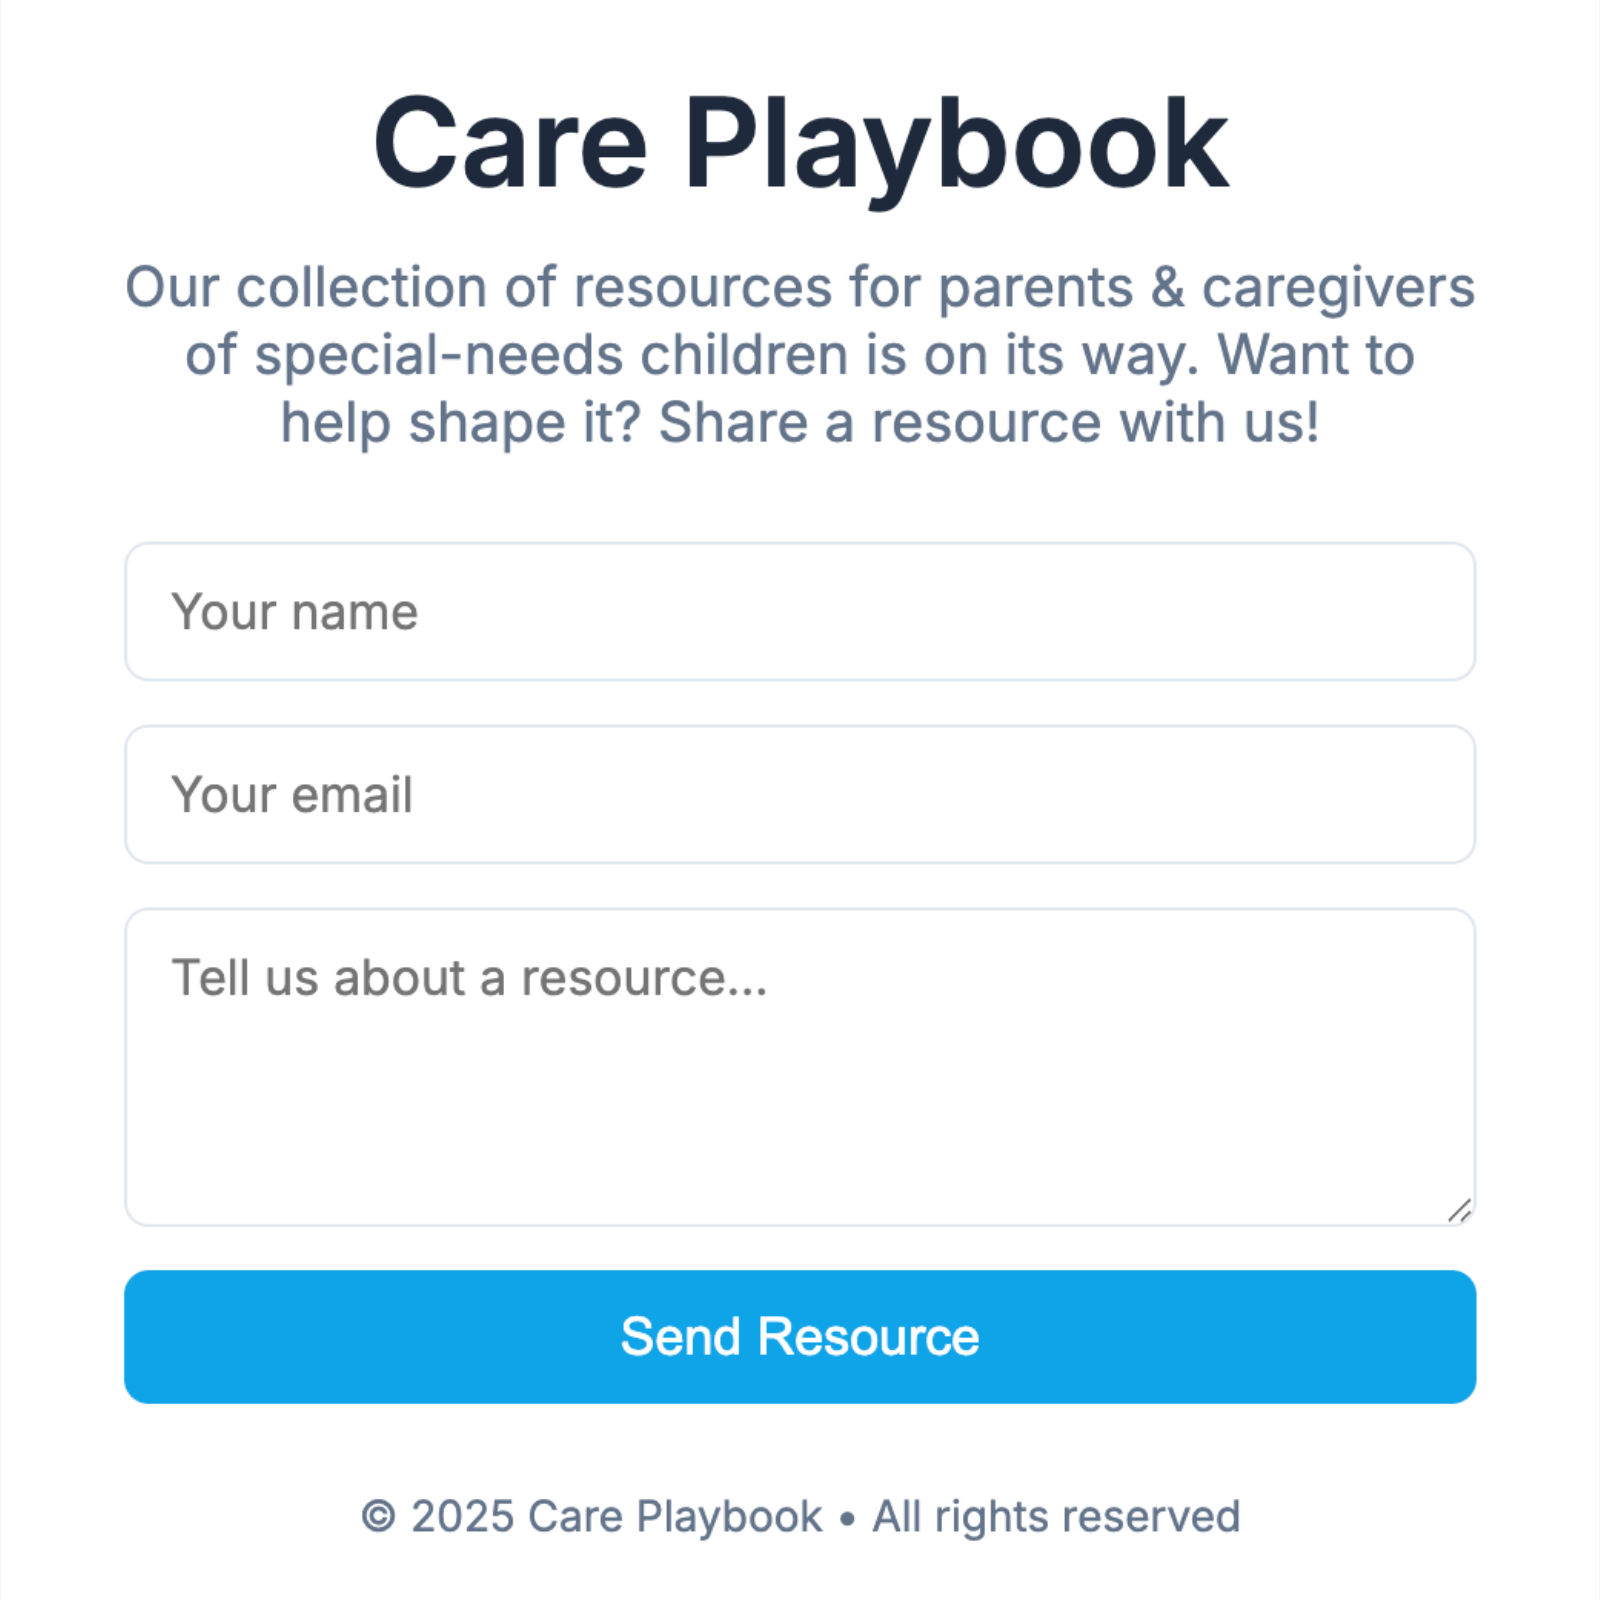 Care Playbook
Our collection of resources for parents & caregivers
of special-needs children is on its way. Want to
help shape it? Share a resource with us!
Your name
Your email
Tell us about a resource...
Send Resource
© 2025 Care Playbook • All rights reserved